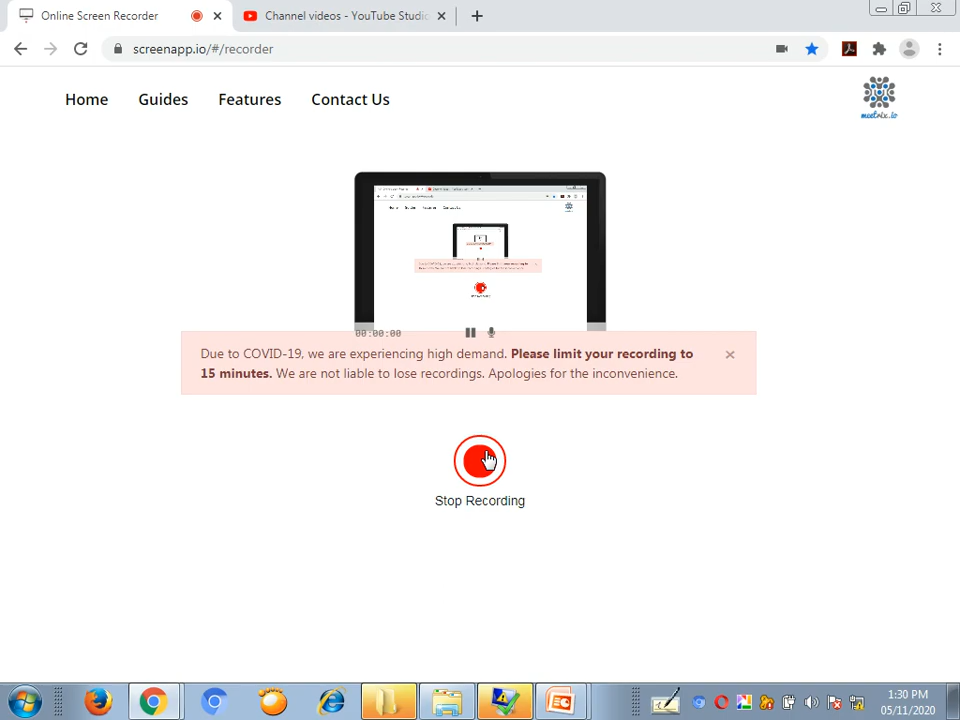 Online Screen Recorder
Channel videos - YouTube Studio
screenapp.io/#/recorder
Home
Guides
Features
Contact Us
meetrix.io
00:00:00
Due to COVID-19, we are experiencing high demand. Please limit your recording to
15 minutes. We are not liable to lose recordings. Apologies for the inconvenience.
Stop Recording
1:30 PM
05/11/2020